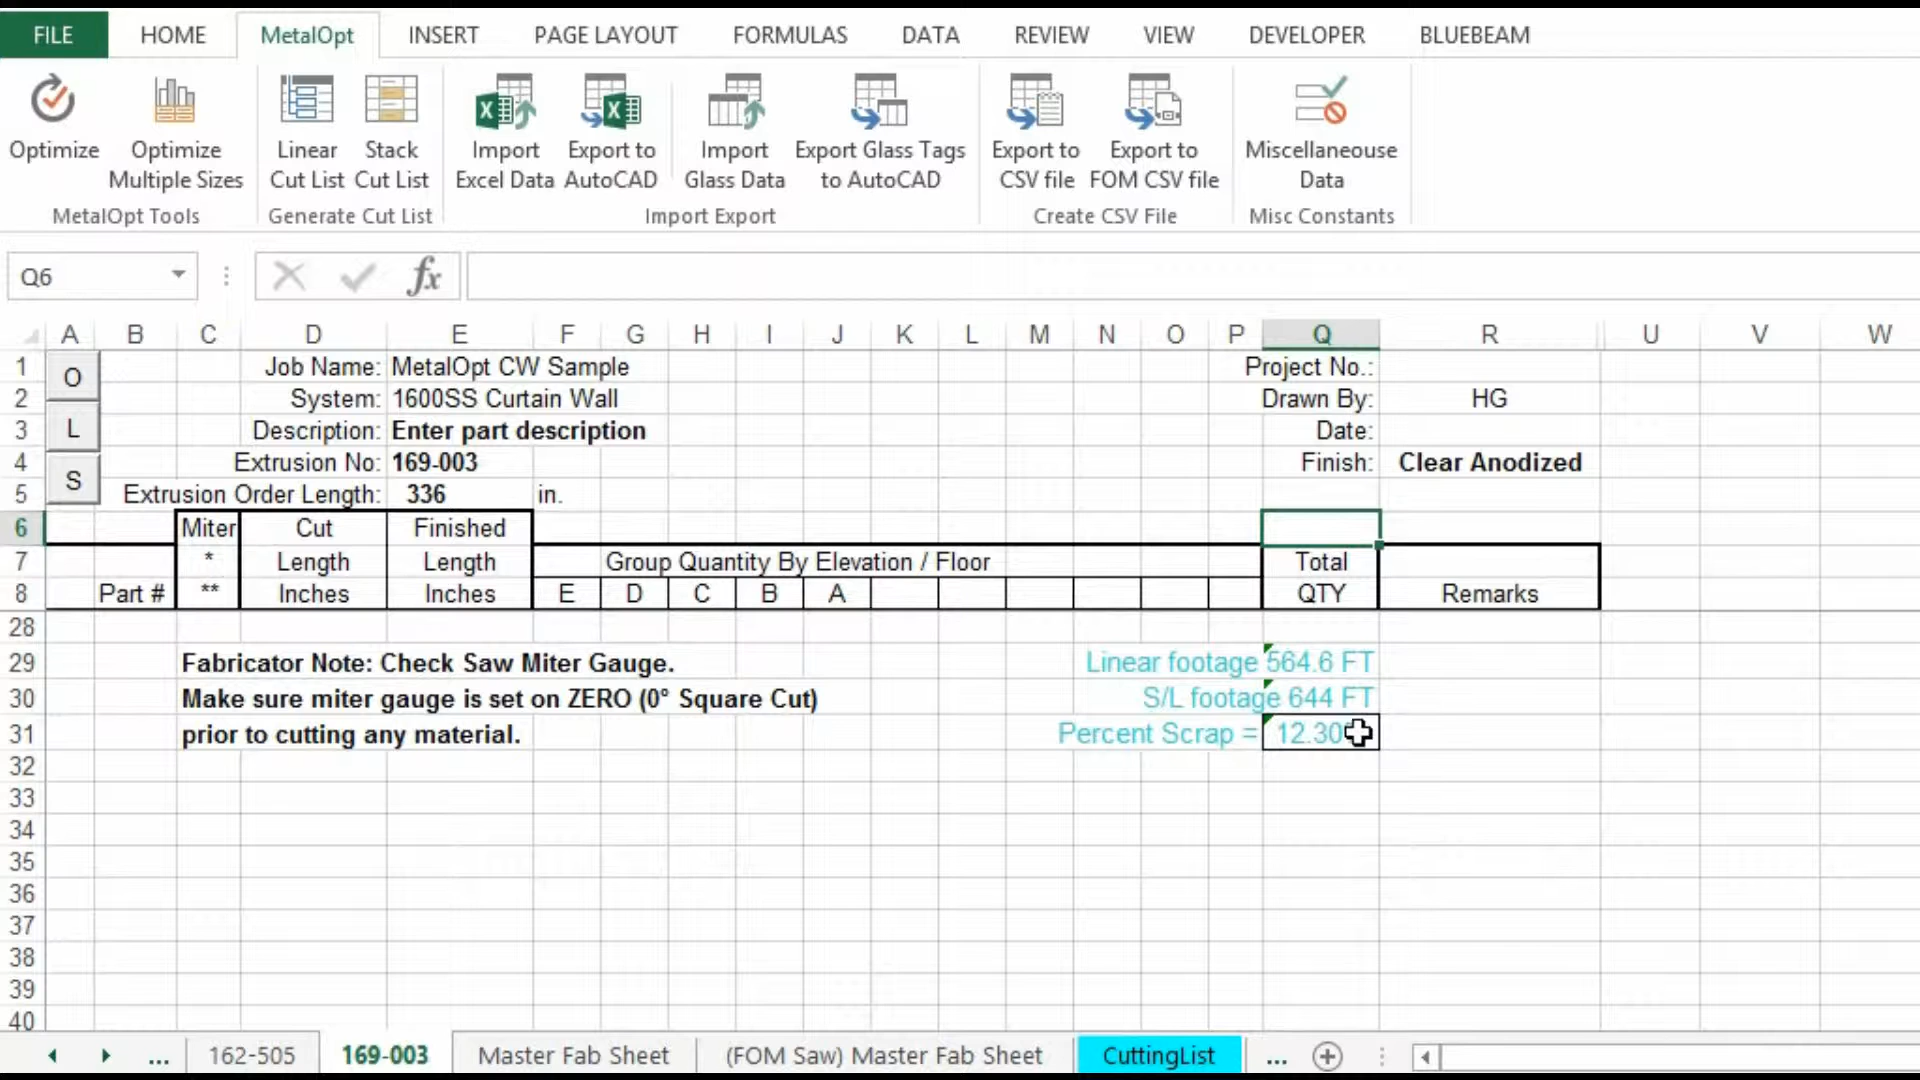 FILE HOME MetalOpt INSERT PAGE LAYOUT FORMULAS DATA REVIEW VIEW DEVELOPER BLUEBEAM
Optimize Optimize Linear Stack Import Export to Import Export Glass Tags Export to Export to Miscellaneouse
Multiple Sizes Cut List Cut List Excel Data AutoCAD Glass Data to AutoCAD CSV file FOM CSV file Data
MetalOpt Tools Generate Cut List Import Export Create CSV File Misc Constants
Q6 fx
A B C D E F G H I J K L M N O P Q R U V W
1 O Job Name: MetalOpt CW Sample Project No.:
2 System: 1600SS Curtain Wall Drawn By: HG
3 L Description: Enter part description Date:
4 Extrusion No: 169-003 Finish: Clear Anodized
5 S Extrusion Order Length: 336 in.
6 Miter Cut Finished
7 * Length Length Group Quantity By Elevation / Floor Total
8 Part # ** Inches Inches E D C B A QTY Remarks
28
29 Fabricator Note: Check Saw Miter Gauge. Linear footage 564.6 FT
30 Make sure miter gauge is set on ZERO (0° Square Cut) S/L footage 644 FT
31 prior to cutting any material. Percent Scrap = 12.30
32
33
34
35
36
37
38
39
40
... 162-505 169-003 Master Fab Sheet (FOM Saw) Master Fab Sheet CuttingList ...